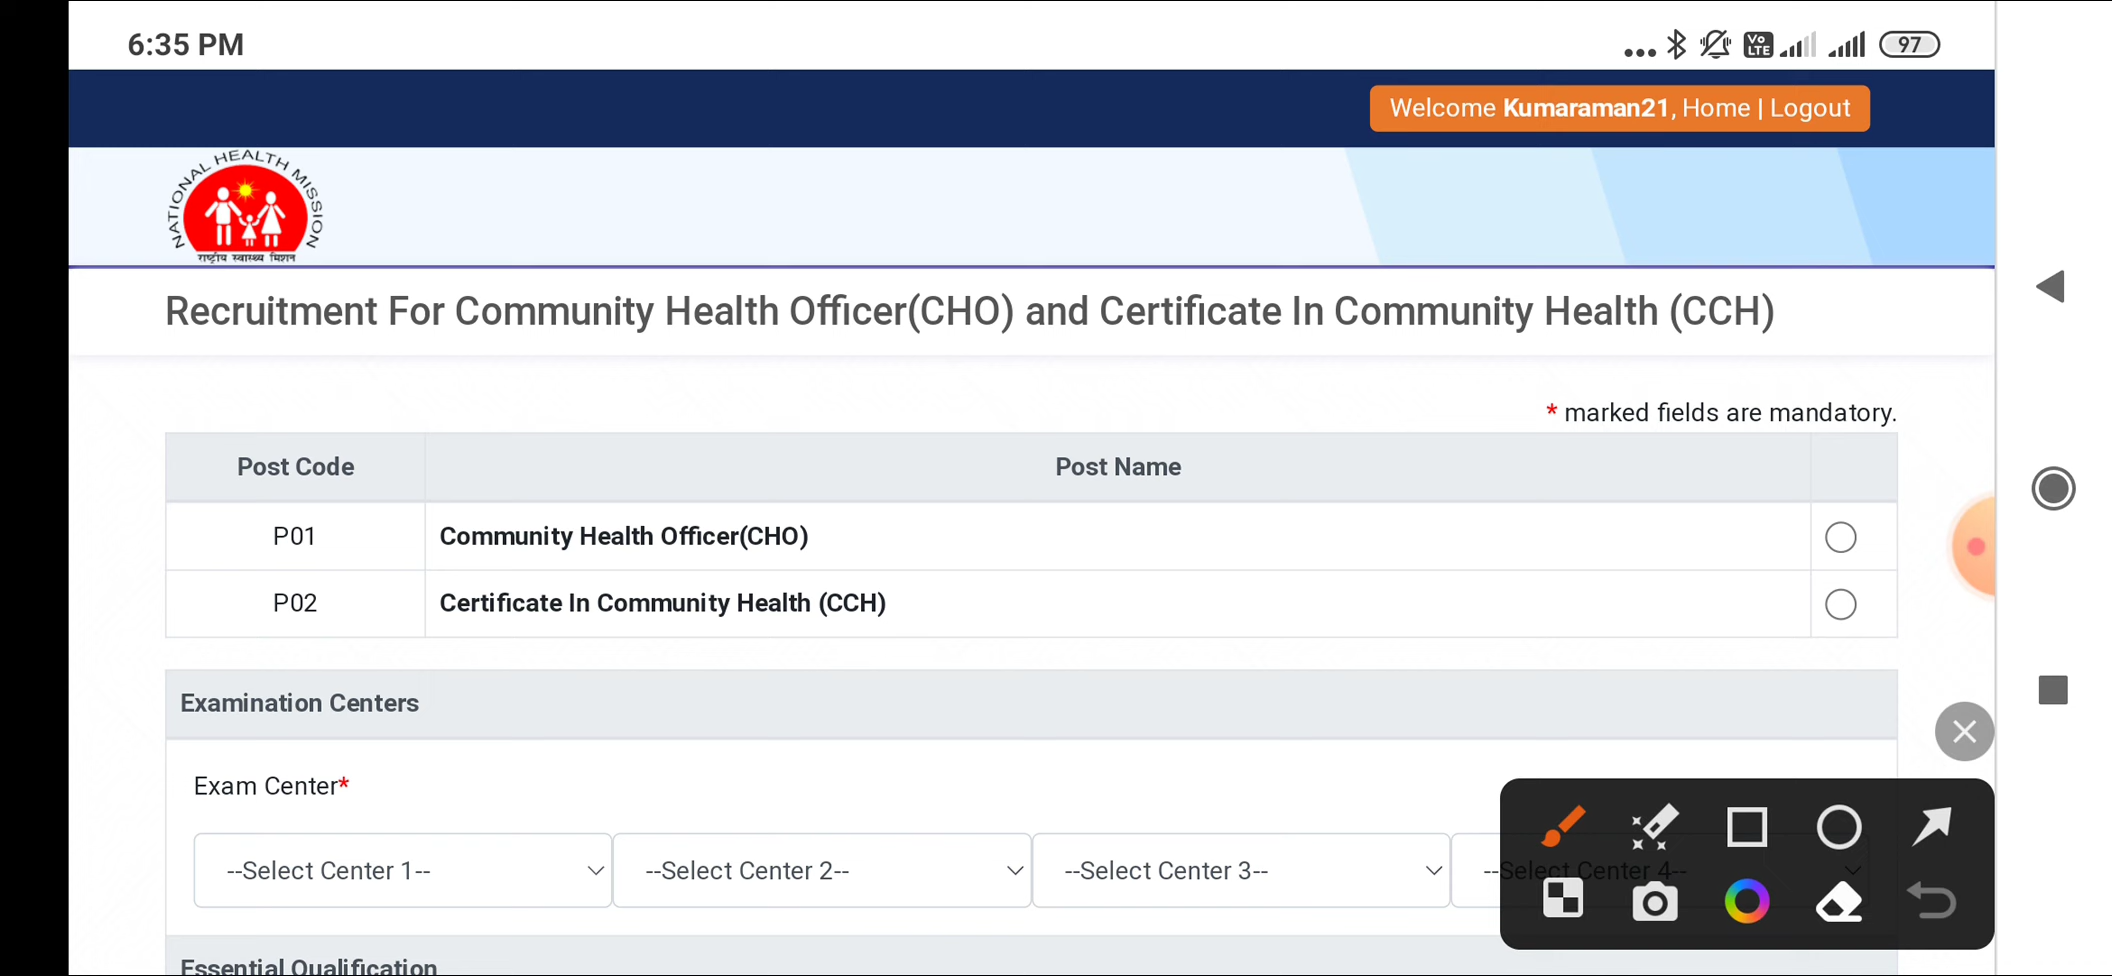 6:35 PM
Vo LTE
97
Welcome Kumaraman21, Home | Logout
NATIONAL HEALTH MISSION
राष्ट्रीय स्वास्थ्य मिशन
Recruitment For Community Health Officer(CHO) and Certificate In Community Health (CCH)
* marked fields are mandatory.
Post Code Post Name
P01 Community Health Officer(CHO)
P02 Certificate In Community Health (CCH)
Examination Centers
Exam Center*
--Select Center 1-- --Select Center 2-- --Select Center 3-- --Select Center 4--
Essential Qualification